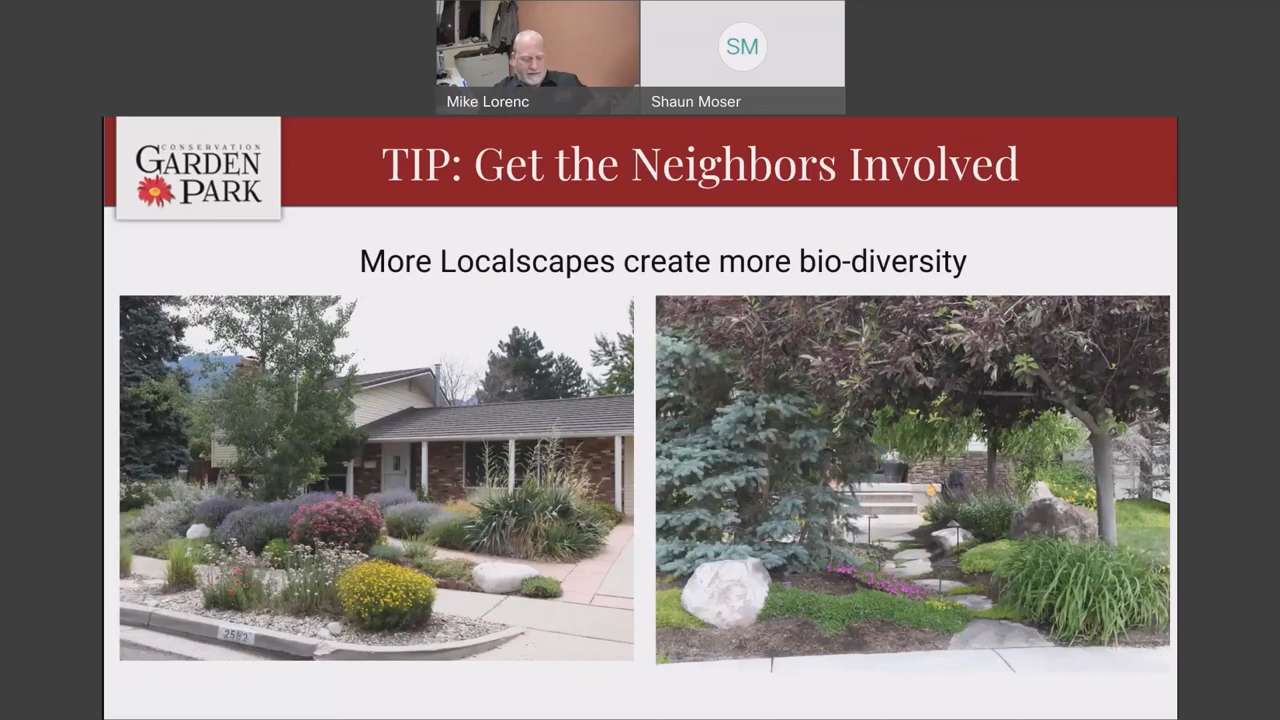 SM
Mike Lorenc
Shaun Moser
CONSERVATION
GARDEN
PARK
TIP: Get the Neighbors Involved
More Localscapes create more bio-diversity
2582